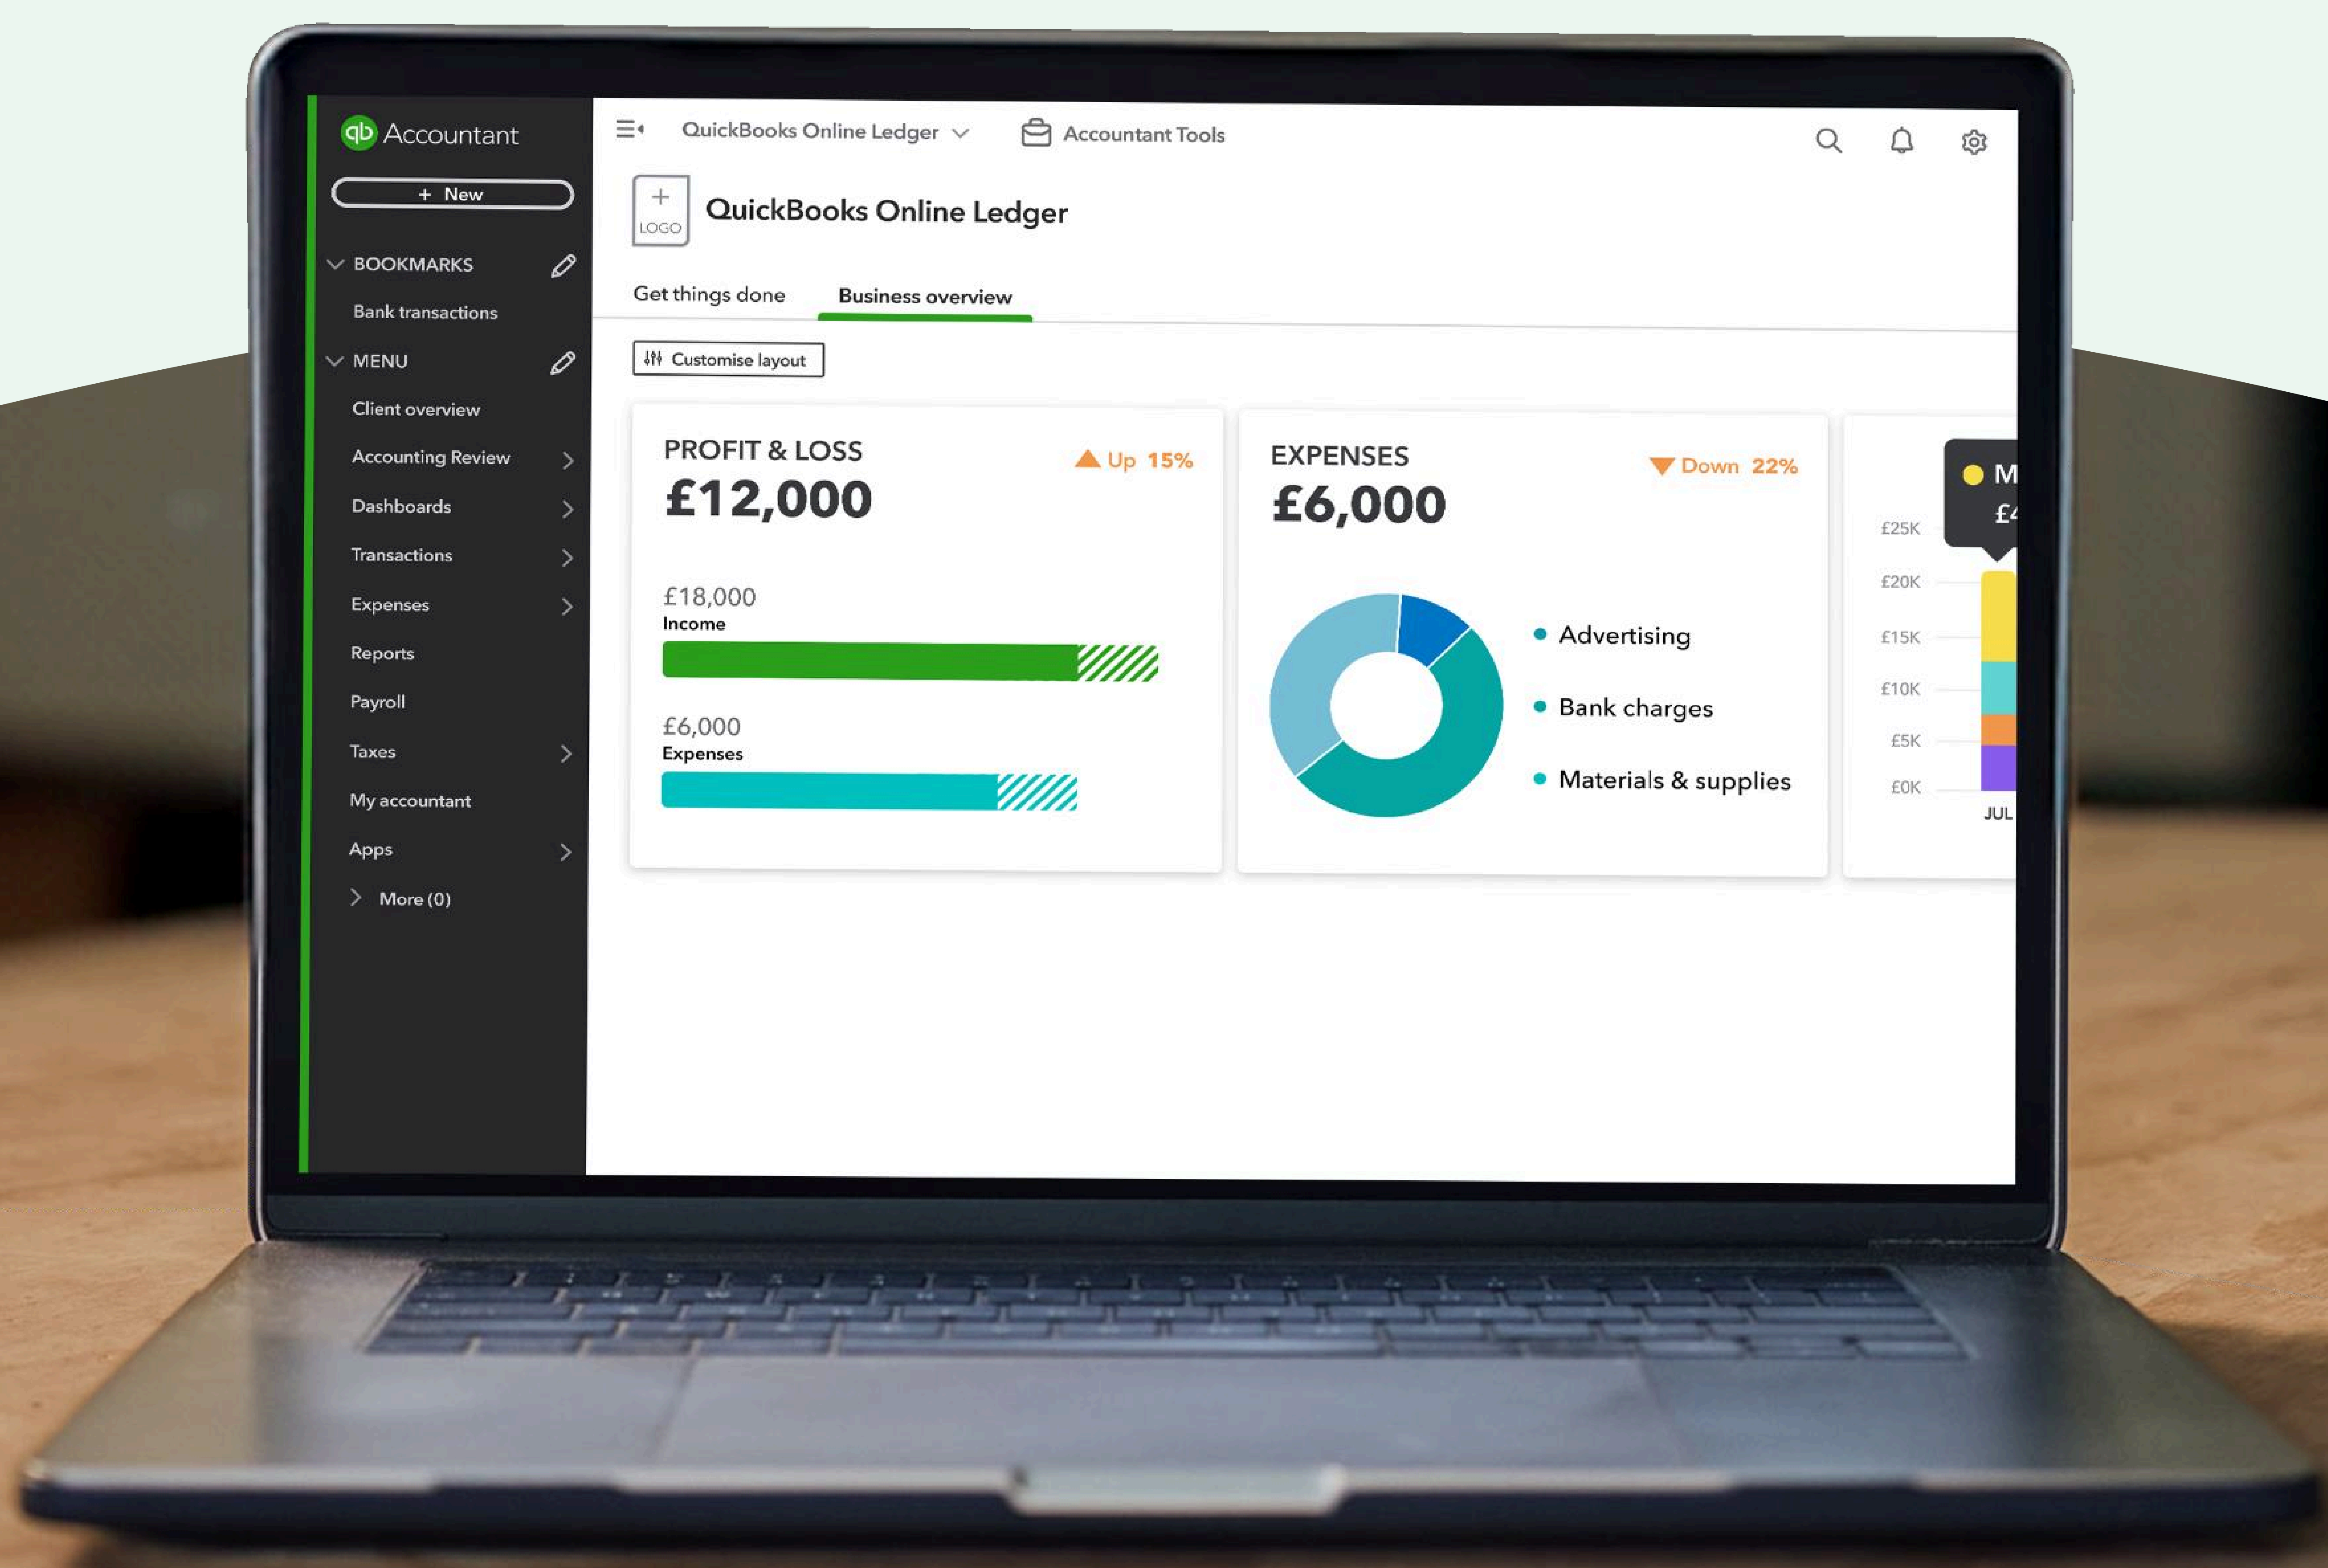 qb Accountant
+ New
BOOKMARKS
Bank transactions
MENU
Client overview
Accounting Review
Dashboards
Transactions
Expenses
Reports
Payroll
Taxes
My accountant
Apps
More (0)
QuickBooks Online Ledger
Accountant Tools
+
LOGO
QuickBooks Online Ledger
Get things done
Business overview
Customise layout
PROFIT & LOSS
Up 15%
£12,000
£18,000
Income
£6,000
Expenses
EXPENSES
Down 22%
£6,000
Advertising
Bank charges
Materials & supplies
M
£4
£25K
£20K
£15K
£10K
£5K
£0K
JUL